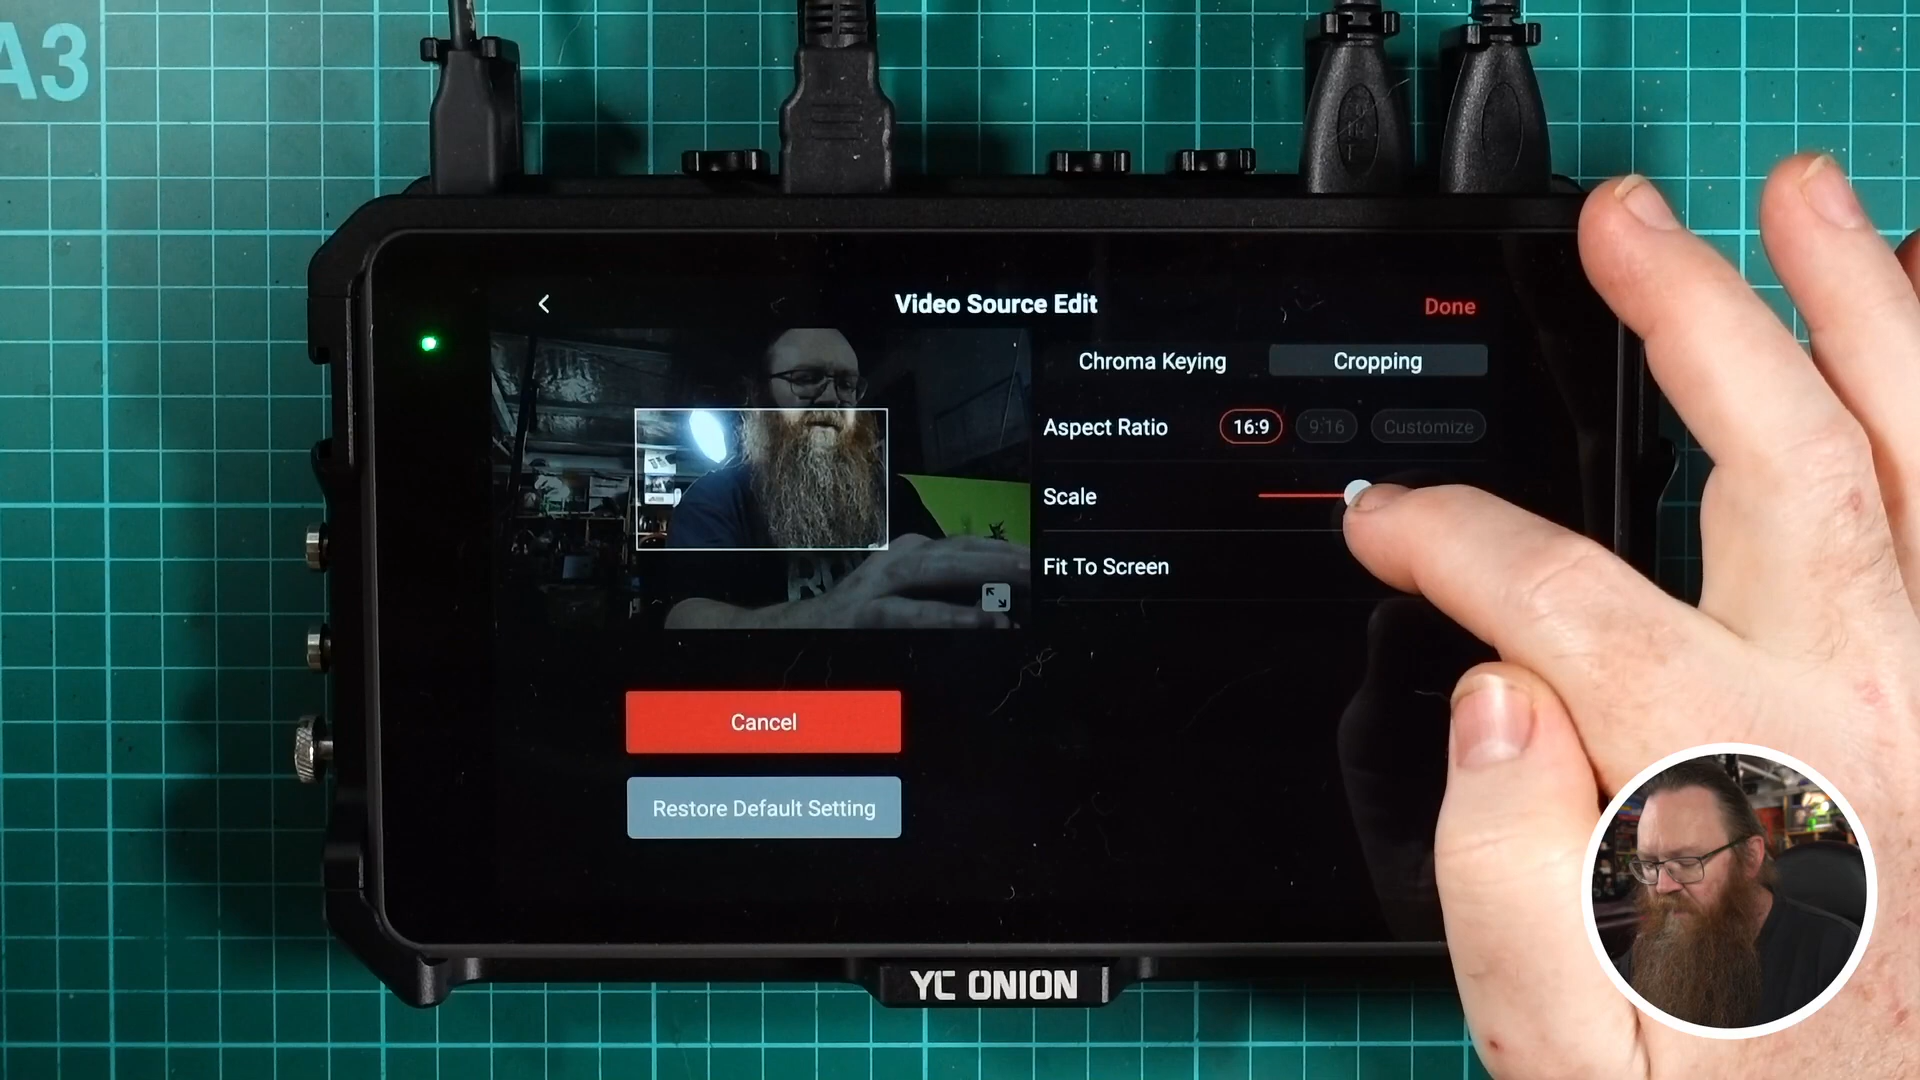 A3
Video Source Edit
Done
Chroma Keying
Cropping
Aspect Ratio
16:9
9:16
Customize
Scale
Fit To Screen
Cancel
Restore Default Setting
YC ONION